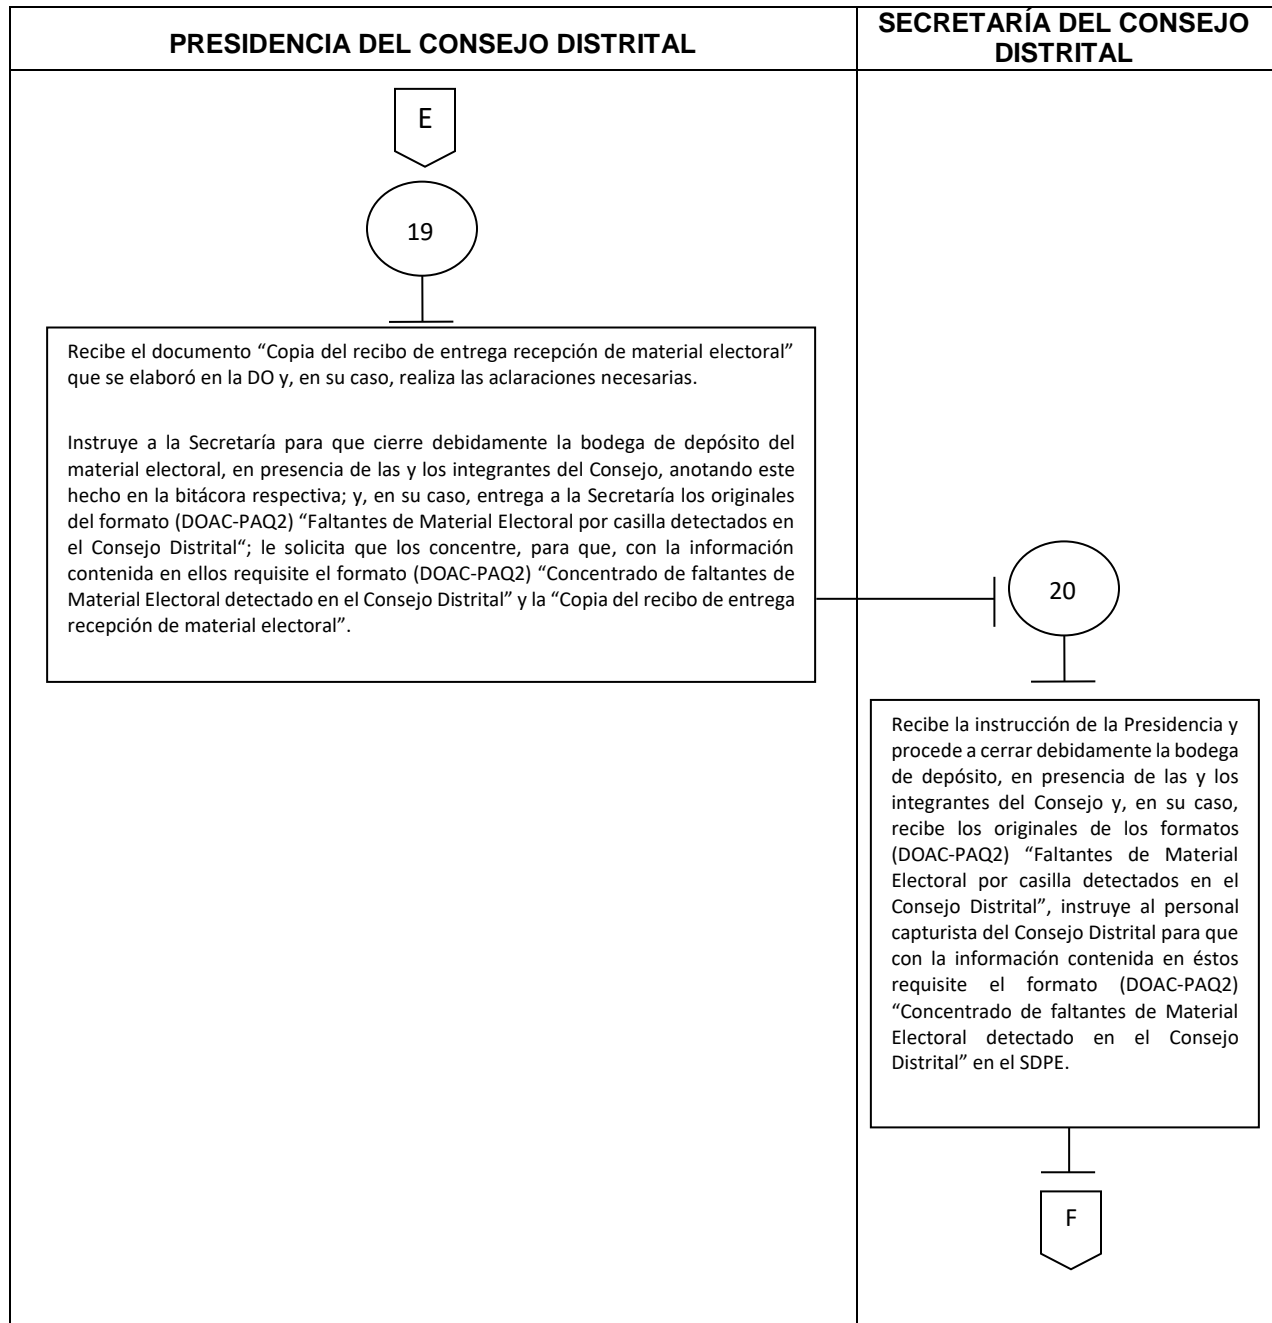 PRESIDENCIA DEL CONSEJO DISTRITAL
SECRETARÍA DEL CONSEJO
DISTRITAL
E
19
Recibe el documento “Copia del recibo de entrega recepción de material electoral”
que se elaboró en la DO y, en su caso, realiza las aclaraciones necesarias.
Instruye a la Secretaría para que cierre debidamente la bodega de depósito del
material electoral, en presencia de las y los integrantes del Consejo, anotando este
hecho en la bitácora respectiva; y, en su caso, entrega a la Secretaría los originales
del formato (DOAC-PAQ2) “Faltantes de Material Electoral por casilla detectados en
el Consejo Distrital“; le solicita que los concentre, para que, con la información
contenida en ellos requisite el formato (DOAC-PAQ2) “Concentrado de faltantes de
Material Electoral detectado en el Consejo Distrital” y la “Copia del recibo de entrega
recepción de material electoral”.
20
Recibe la instrucción de la Presidencia y
procede a cerrar debidamente la bodega
de depósito, en presencia de las y los
integrantes del Consejo y, en su caso,
recibe los originales de los formatos
(DOAC-PAQ2) “Faltantes de Material
Electoral por casilla detectados en el
Consejo Distrital”, instruye al personal
capturista del Consejo Distrital para que
con la información contenida en éstos
requisite el formato (DOAC-PAQ2)
“Concentrado de faltantes de Material
Electoral detectado en el Consejo
Distrital” en el SDPE.
F